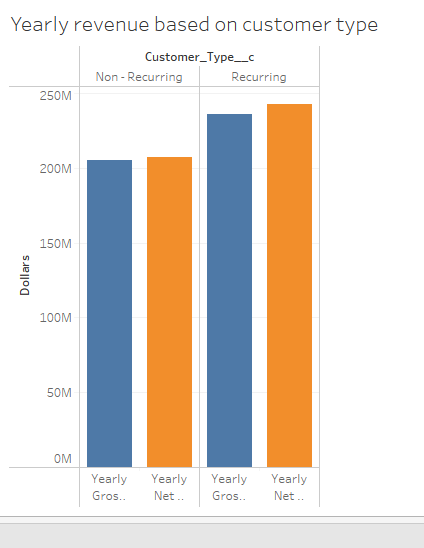 Yearly revenue based on customer type
Customer_Type__c
Non - Recurring Recurring
250M
200M
150M
100M
50M
0M
Dollars
Yearly Yearly Yearly Yearly
Gros.. Net .. Gros.. Net ..